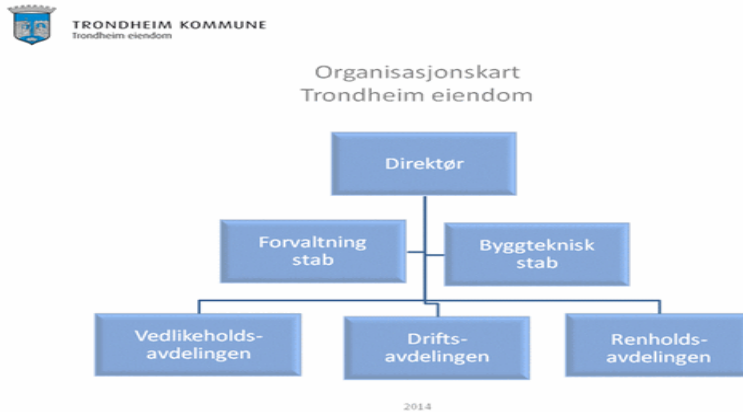 TRONDHEIM KOMMUNE
Trondheim eiendom
Organisasjonskart
Trondheim eiendom
Direktør
Forvaltning
stab
Byggteknisk
stab
Vedlikeholds-
avdelingen
Drifts-
avdelingen
Renholds-
avdelingen
2014